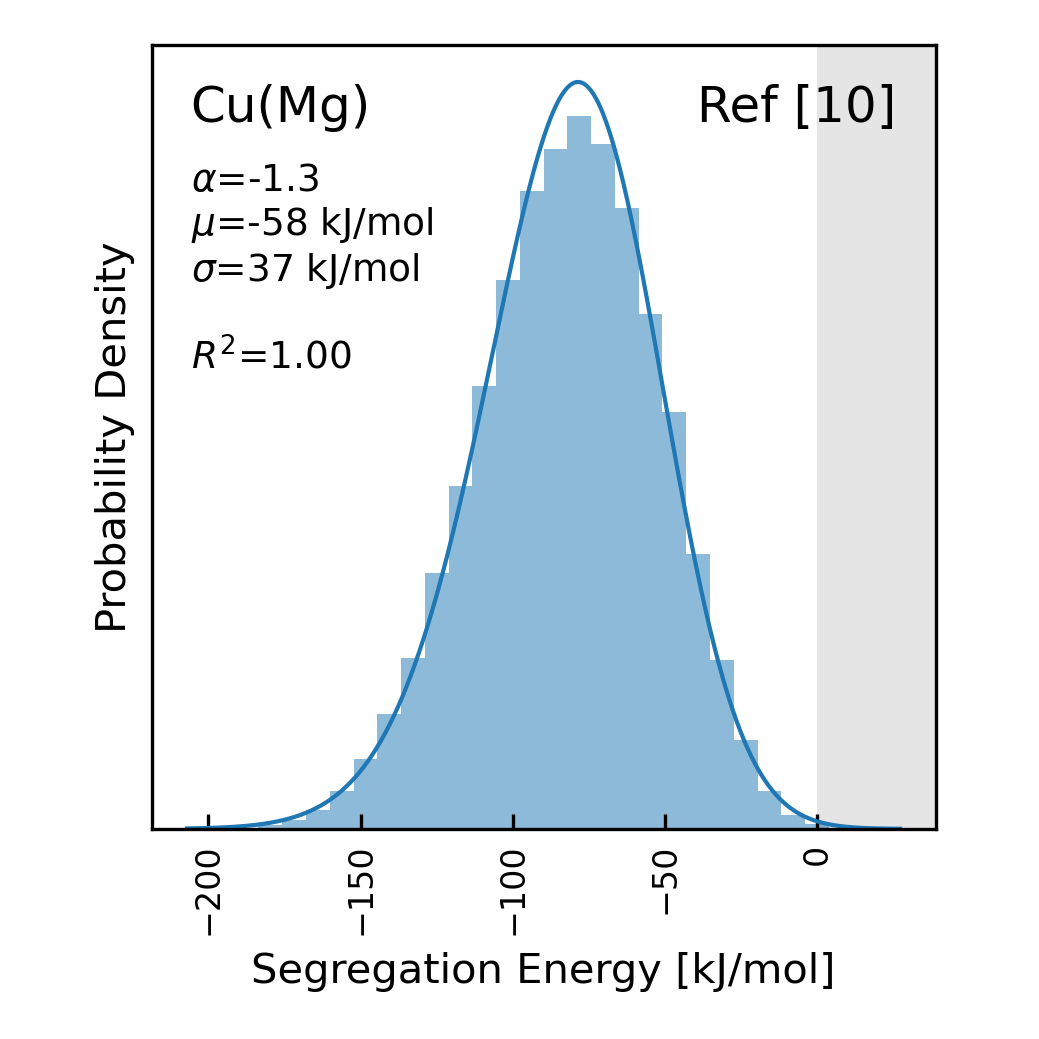 Cu(Mg)
Ref [10]
α=-1.3
μ=-58 kJ/mol
σ=37 kJ/mol
R²=1.00
Probability Density
−200
−150
−100
−50
0
Segregation Energy [kJ/mol]